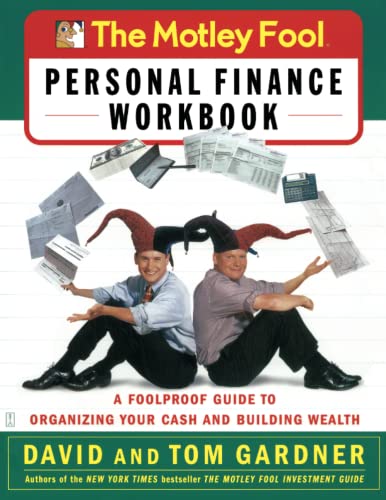 The Motley Fool®
PERSONAL FINANCE
WORKBOOK
A FOOLPROOF GUIDE TO
ORGANIZING YOUR CASH AND BUILDING WEALTH
DAVID AND TOM GARDNER
Authors of the NEW YORK TIMES bestseller THE MOTLEY FOOL INVESTMENT GUIDE